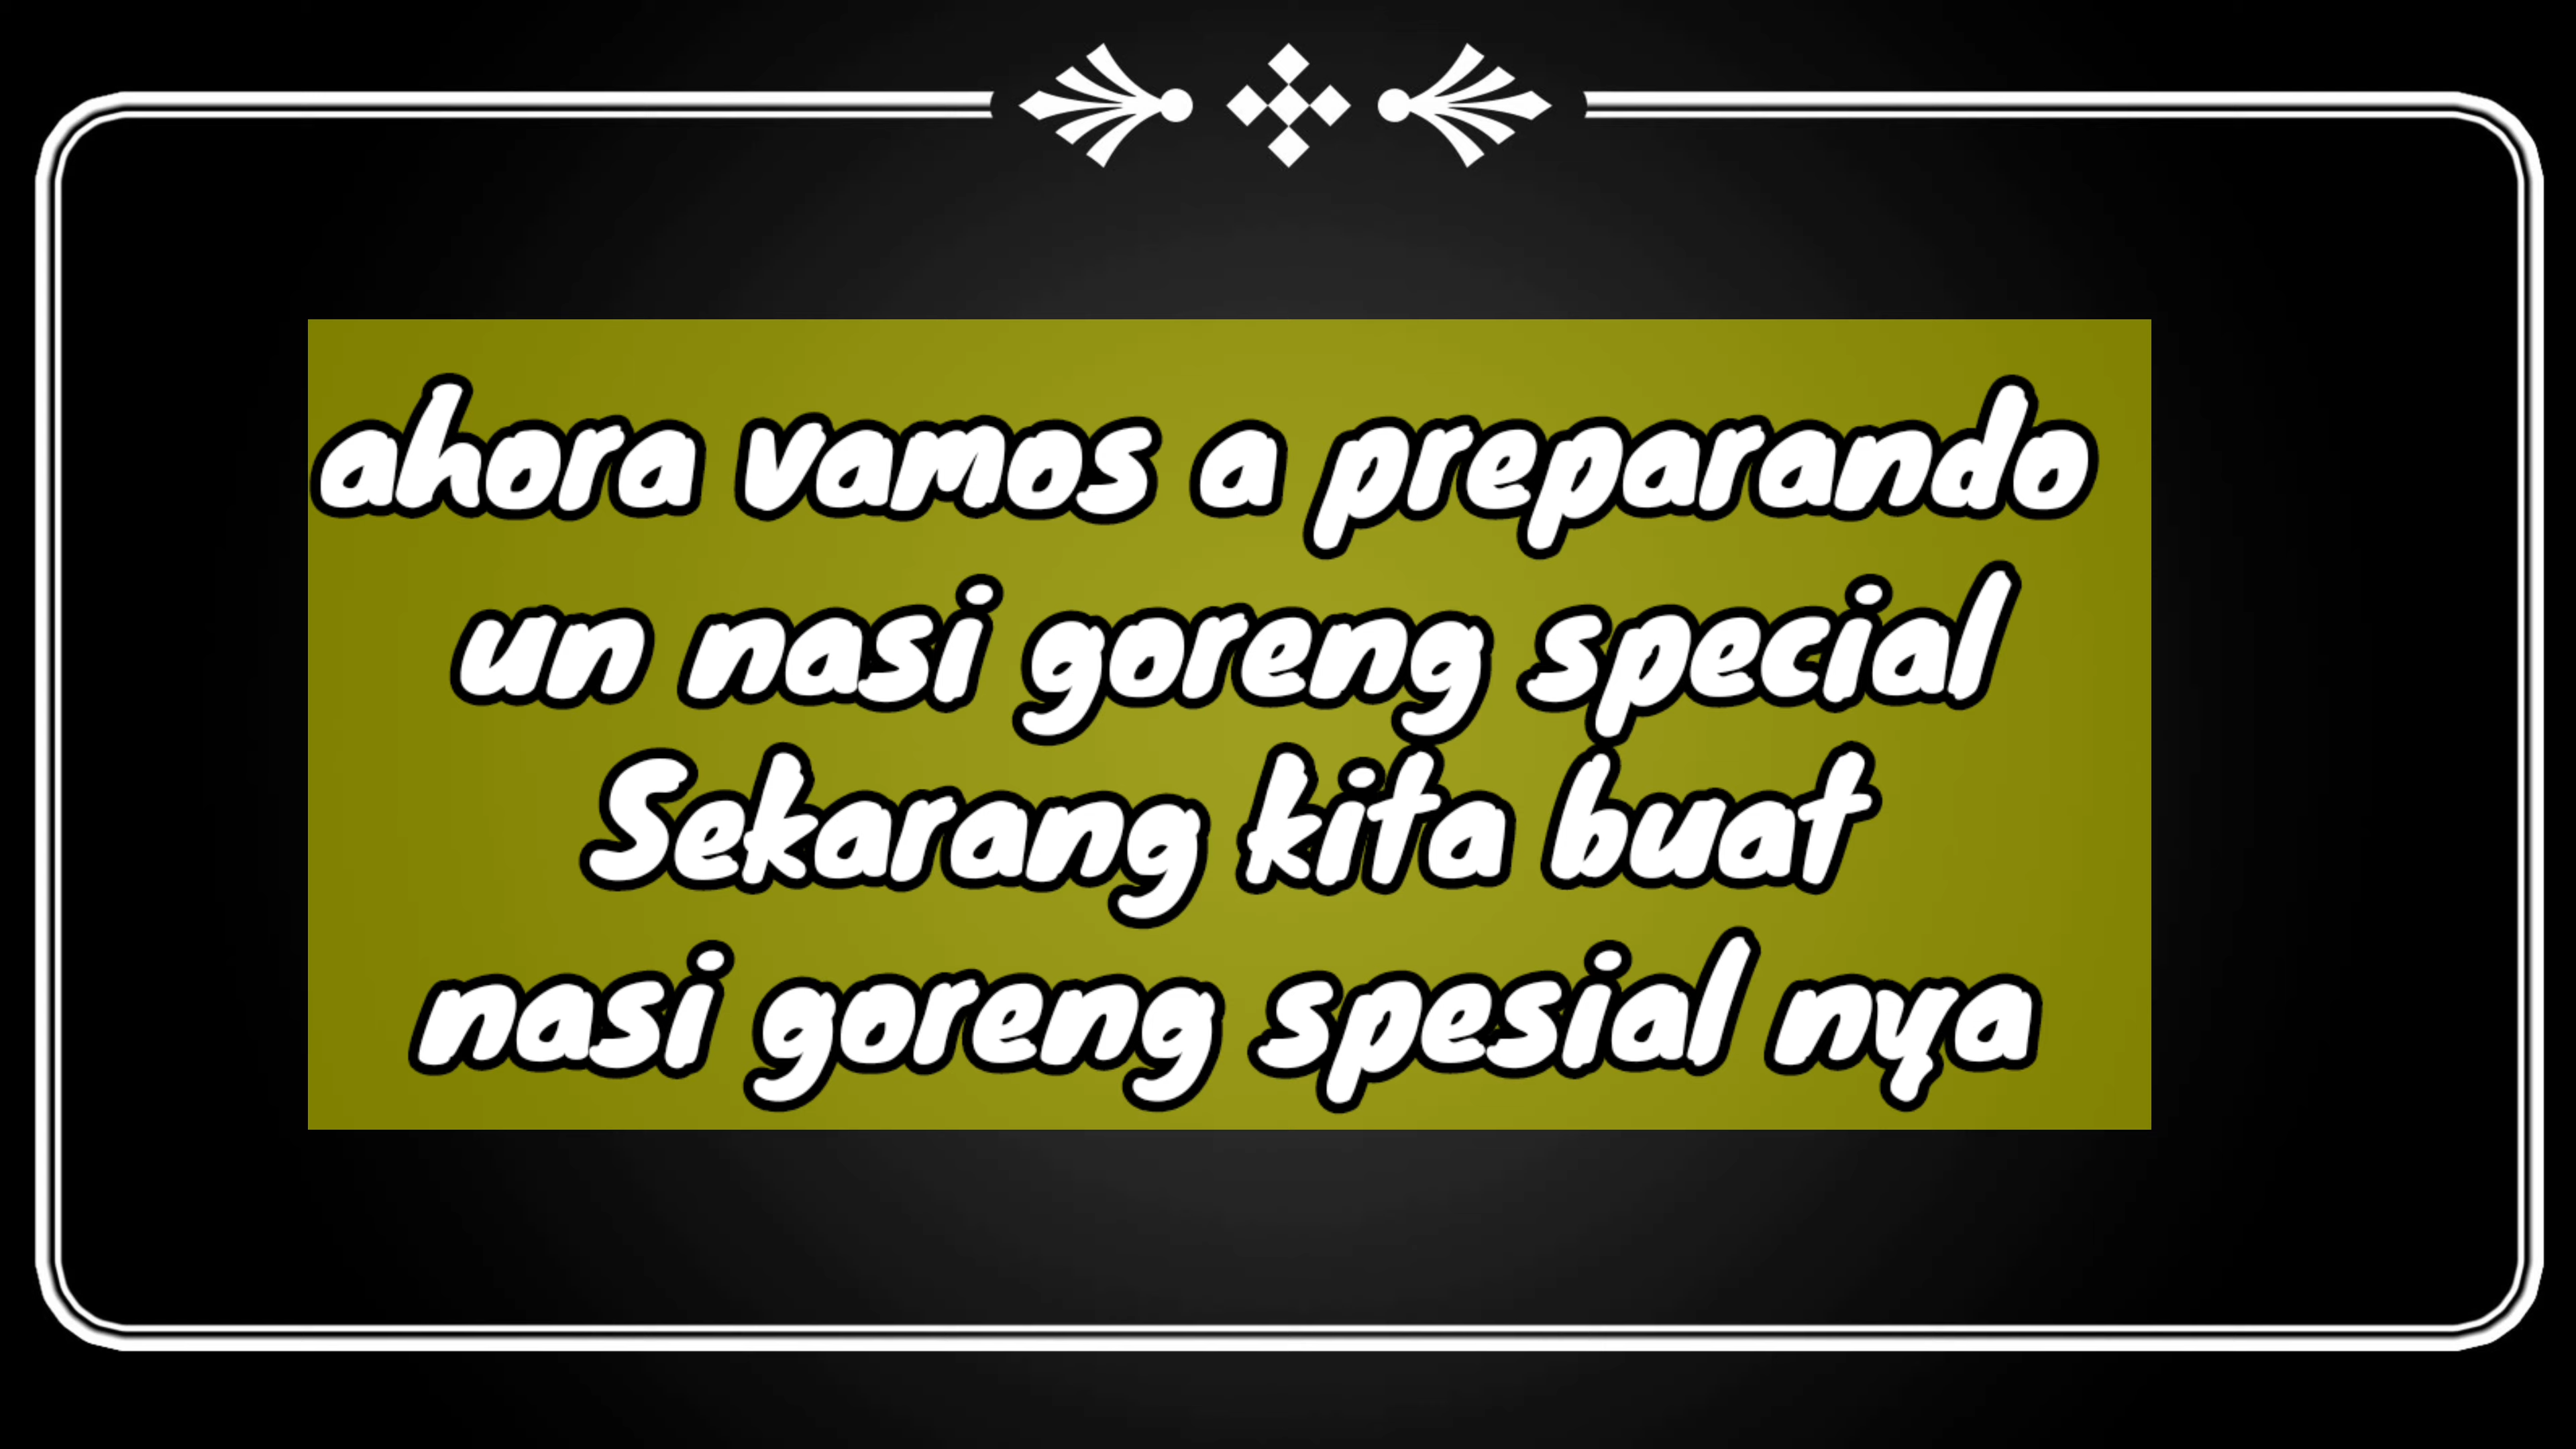 ahora vamos a preparando
un nasi goreng special
Sekarang kita buat
nasi goreng spesial nya